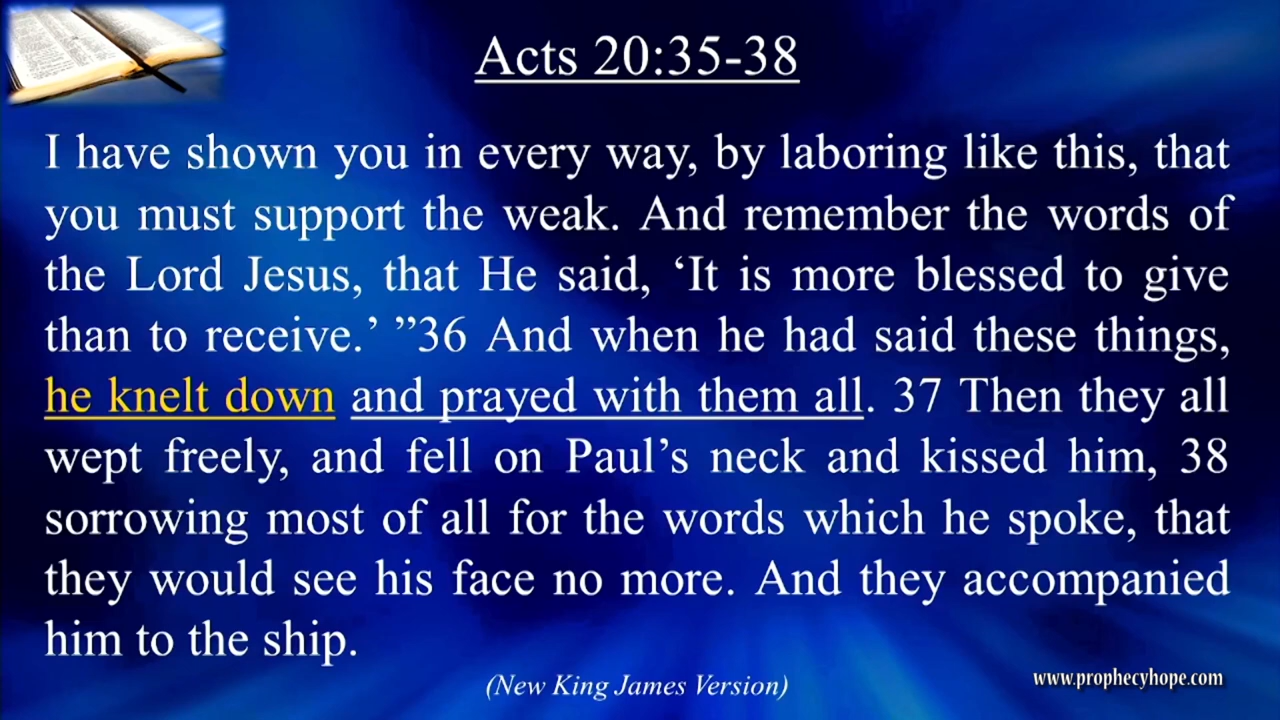 Acts 20:35-38
I have shown you in every way, by laboring like this, that
you must support the weak. And remember the words of
the Lord Jesus, that He said, ‘It is more blessed to give
than to receive.’ ”36 And when he had said these things,
he knelt down and prayed with them all. 37 Then they all
wept freely, and fell on Paul’s neck and kissed him, 38
sorrowing most of all for the words which he spoke, that
they would see his face no more. And they accompanied
him to the ship.
(New King James Version)
www.prophecyhope.com